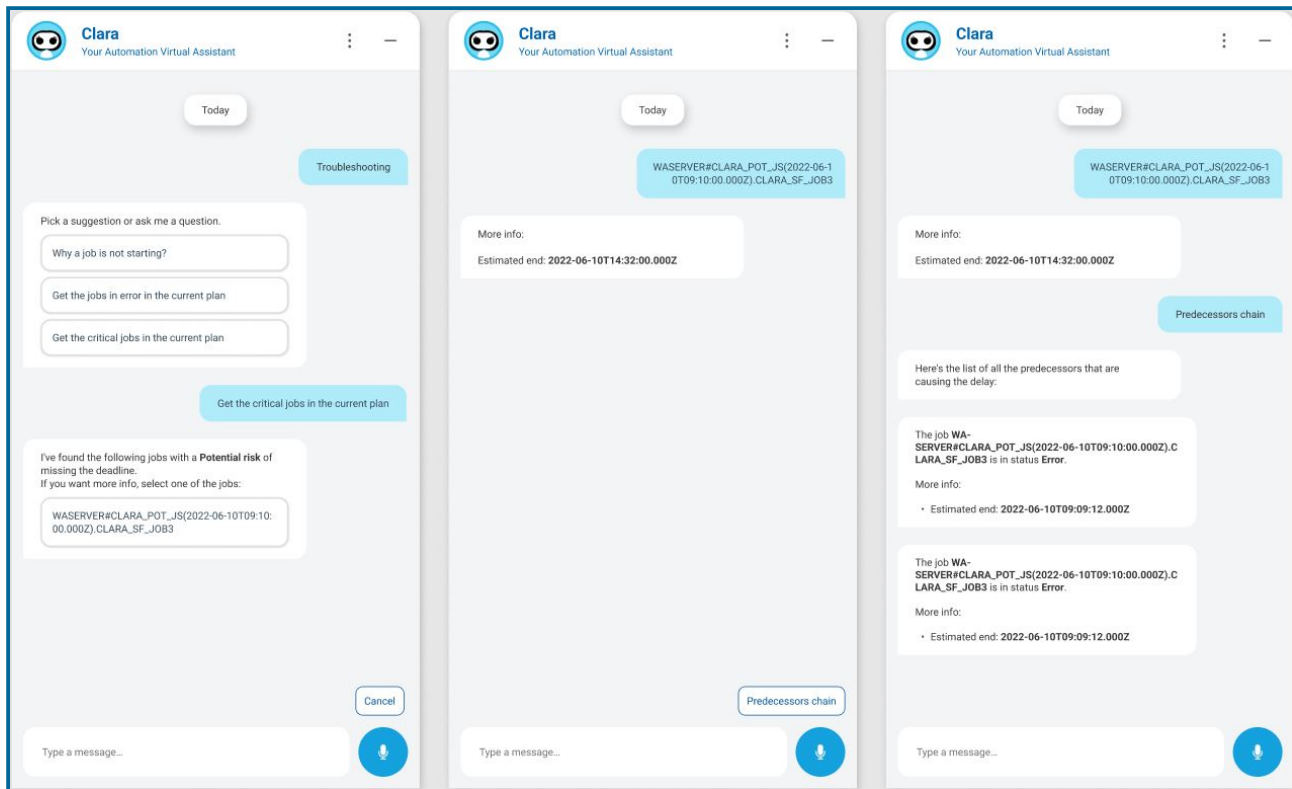 Clara
Your Automation Virtual Assistant
Today
Troubleshooting
Pick a suggestion or ask me a question.
Why a job is not starting?
Get the jobs in error in the current plan
Get the critical jobs in the current plan
Get the critical jobs in the current plan
I've found the following jobs with a Potential risk of
missing the deadline.
If you want more info, select one of the jobs:
WASERVER#CLARA_POT_JS(2022-06-10T09:10:
00.000Z).CLARA_SF_JOB3
Cancel
Type a message...
Clara
Your Automation Virtual Assistant
Today
WASERVER#CLARA_POT_JS(2022-06-1
0T09:10:00.000Z).CLARA_SF_JOB3
More info:
Estimated end: 2022-06-10T14:32:00.000Z
Predecessors chain
Type a message...
Clara
Your Automation Virtual Assistant
Today
WASERVER#CLARA_POT_JS(2022-06-1
0T09:10:00.000Z).CLARA_SF_JOB3
More info:
Estimated end: 2022-06-10T14:32:00.000Z
Predecessors chain
Here's the list of all the predecessors that are
causing the delay:
The job WA-
SERVER#CLARA_POT_JS(2022-06-10T09:10:00.000Z).C
LARA_SF_JOB3 is in status Error.
More info:
• Estimated end: 2022-06-10T09:09:12.000Z
The job WA-
SERVER#CLARA_POT_JS(2022-06-10T09:10:00.000Z).C
LARA_SF_JOB3 is in status Error.
More info:
• Estimated end: 2022-06-10T09:09:12.000Z
Type a message...